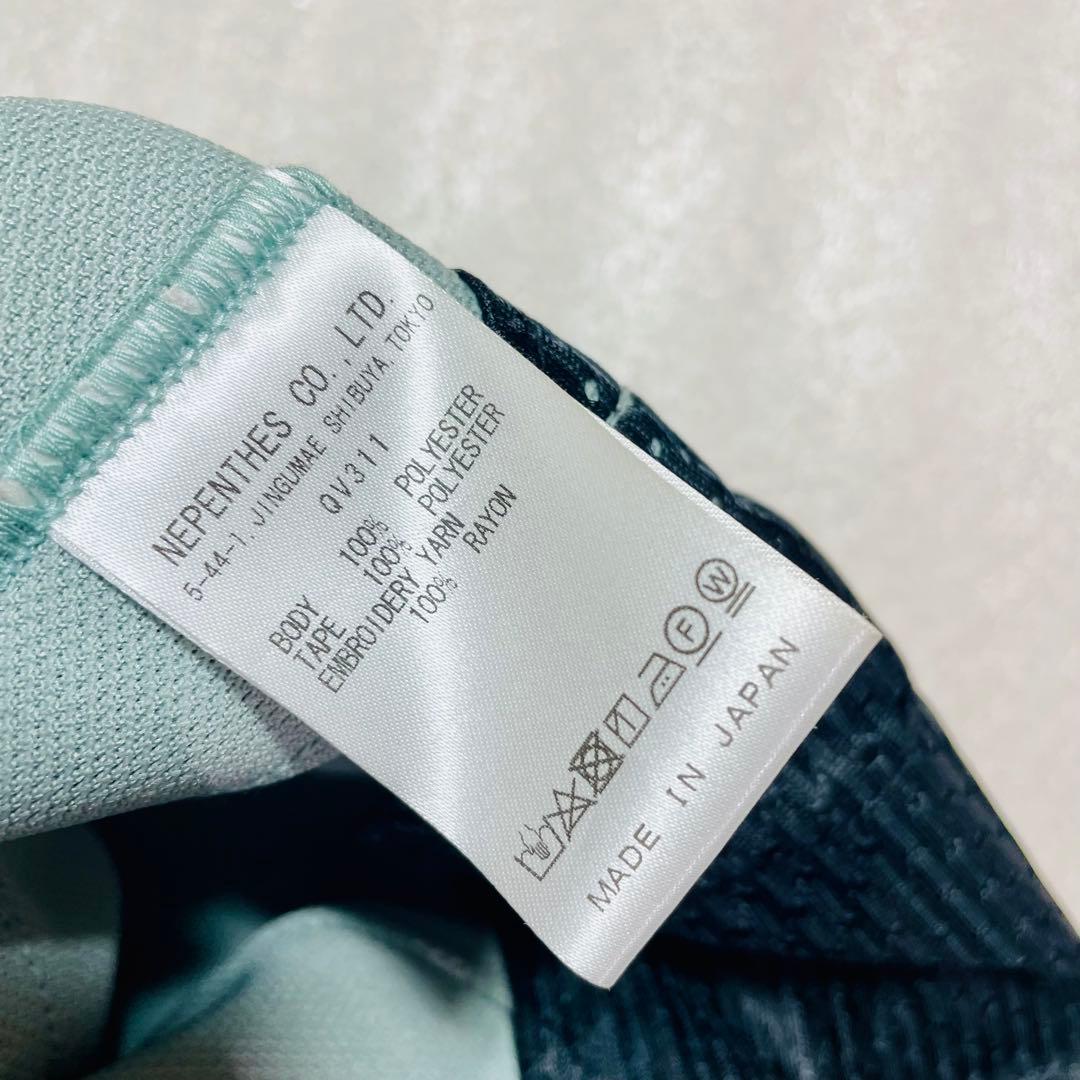 NEPENTHES CO.,LTD.
5-44-1,JINGUMAE SHIBUYA,TOKYO
QV311
BODY 100% POLYESTER
TAPE 100% POLYESTER
EMBROIDERY YARN
100% RAYON
F W
MADE IN JAPAN